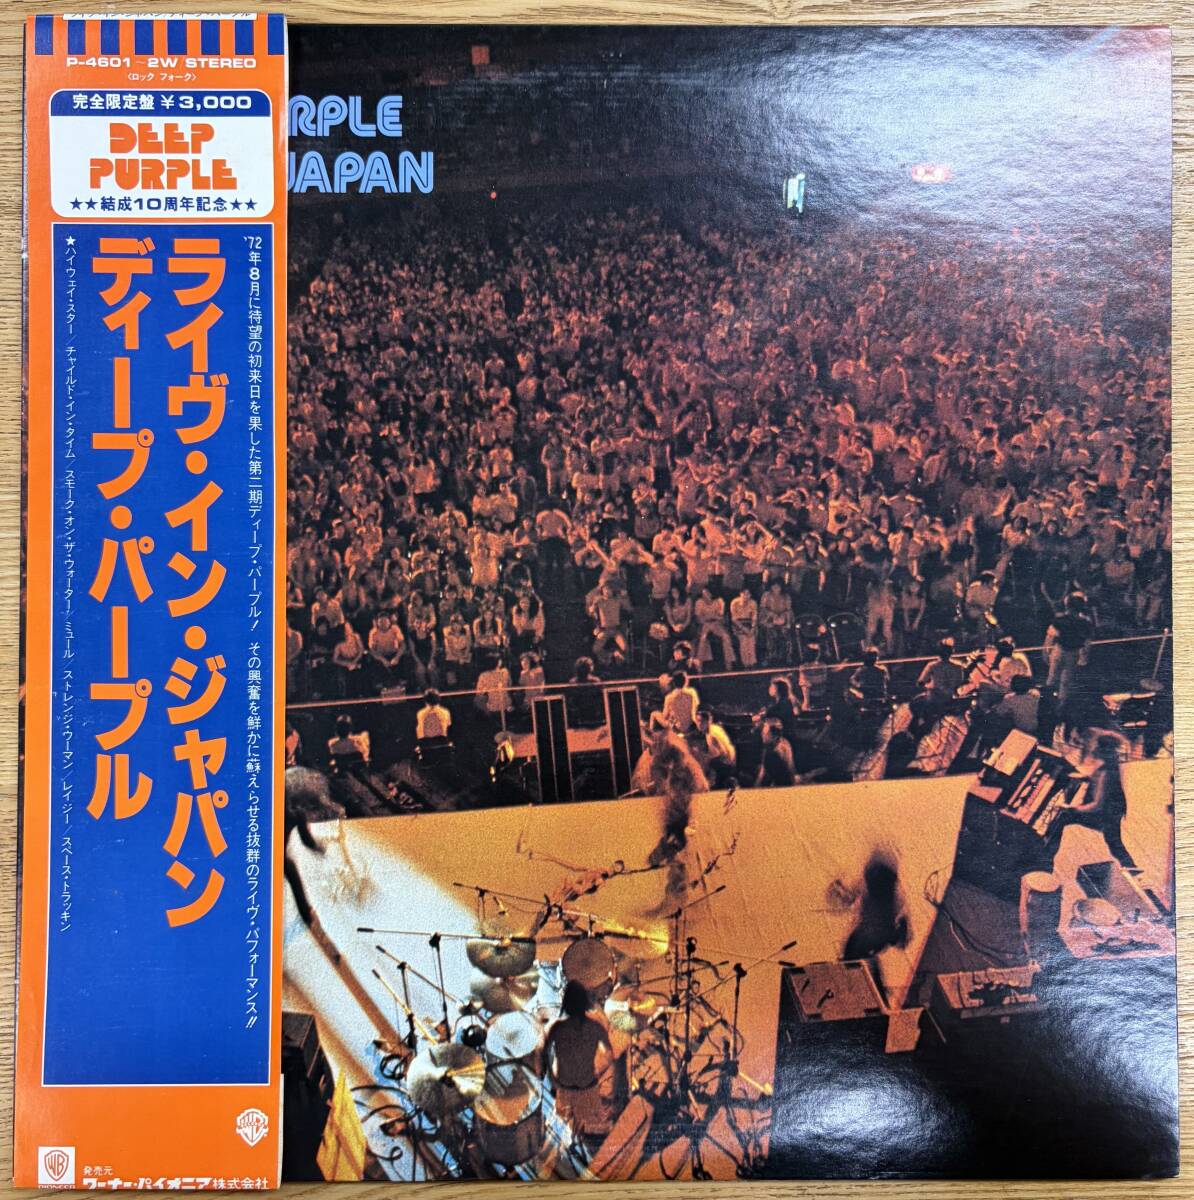 P-4601~2W STEREO
〈ロック フォーク〉
完全限定盤 ¥3,000
DEEP
PURPLE
★★結成10周年記念★★
'72年8月に待望の初来日を果した第二期ディープ・パープル! その興奮を鮮かに蘇えらせる抜群のライヴ・パフォーマンス!!
ライヴ・イン・ジャパン
ディープ・パープル
★ハイウェイ・スター/チャイルド・イン・タイム/スモーク・オン・ザ・ウォーター/ミュール/ストレンジ・ウーマン/レイジー/スペース・トラッキン
WB
PIONEER
発売元
ワーナー・パイオニア株式会社
RPLE
JAPAN